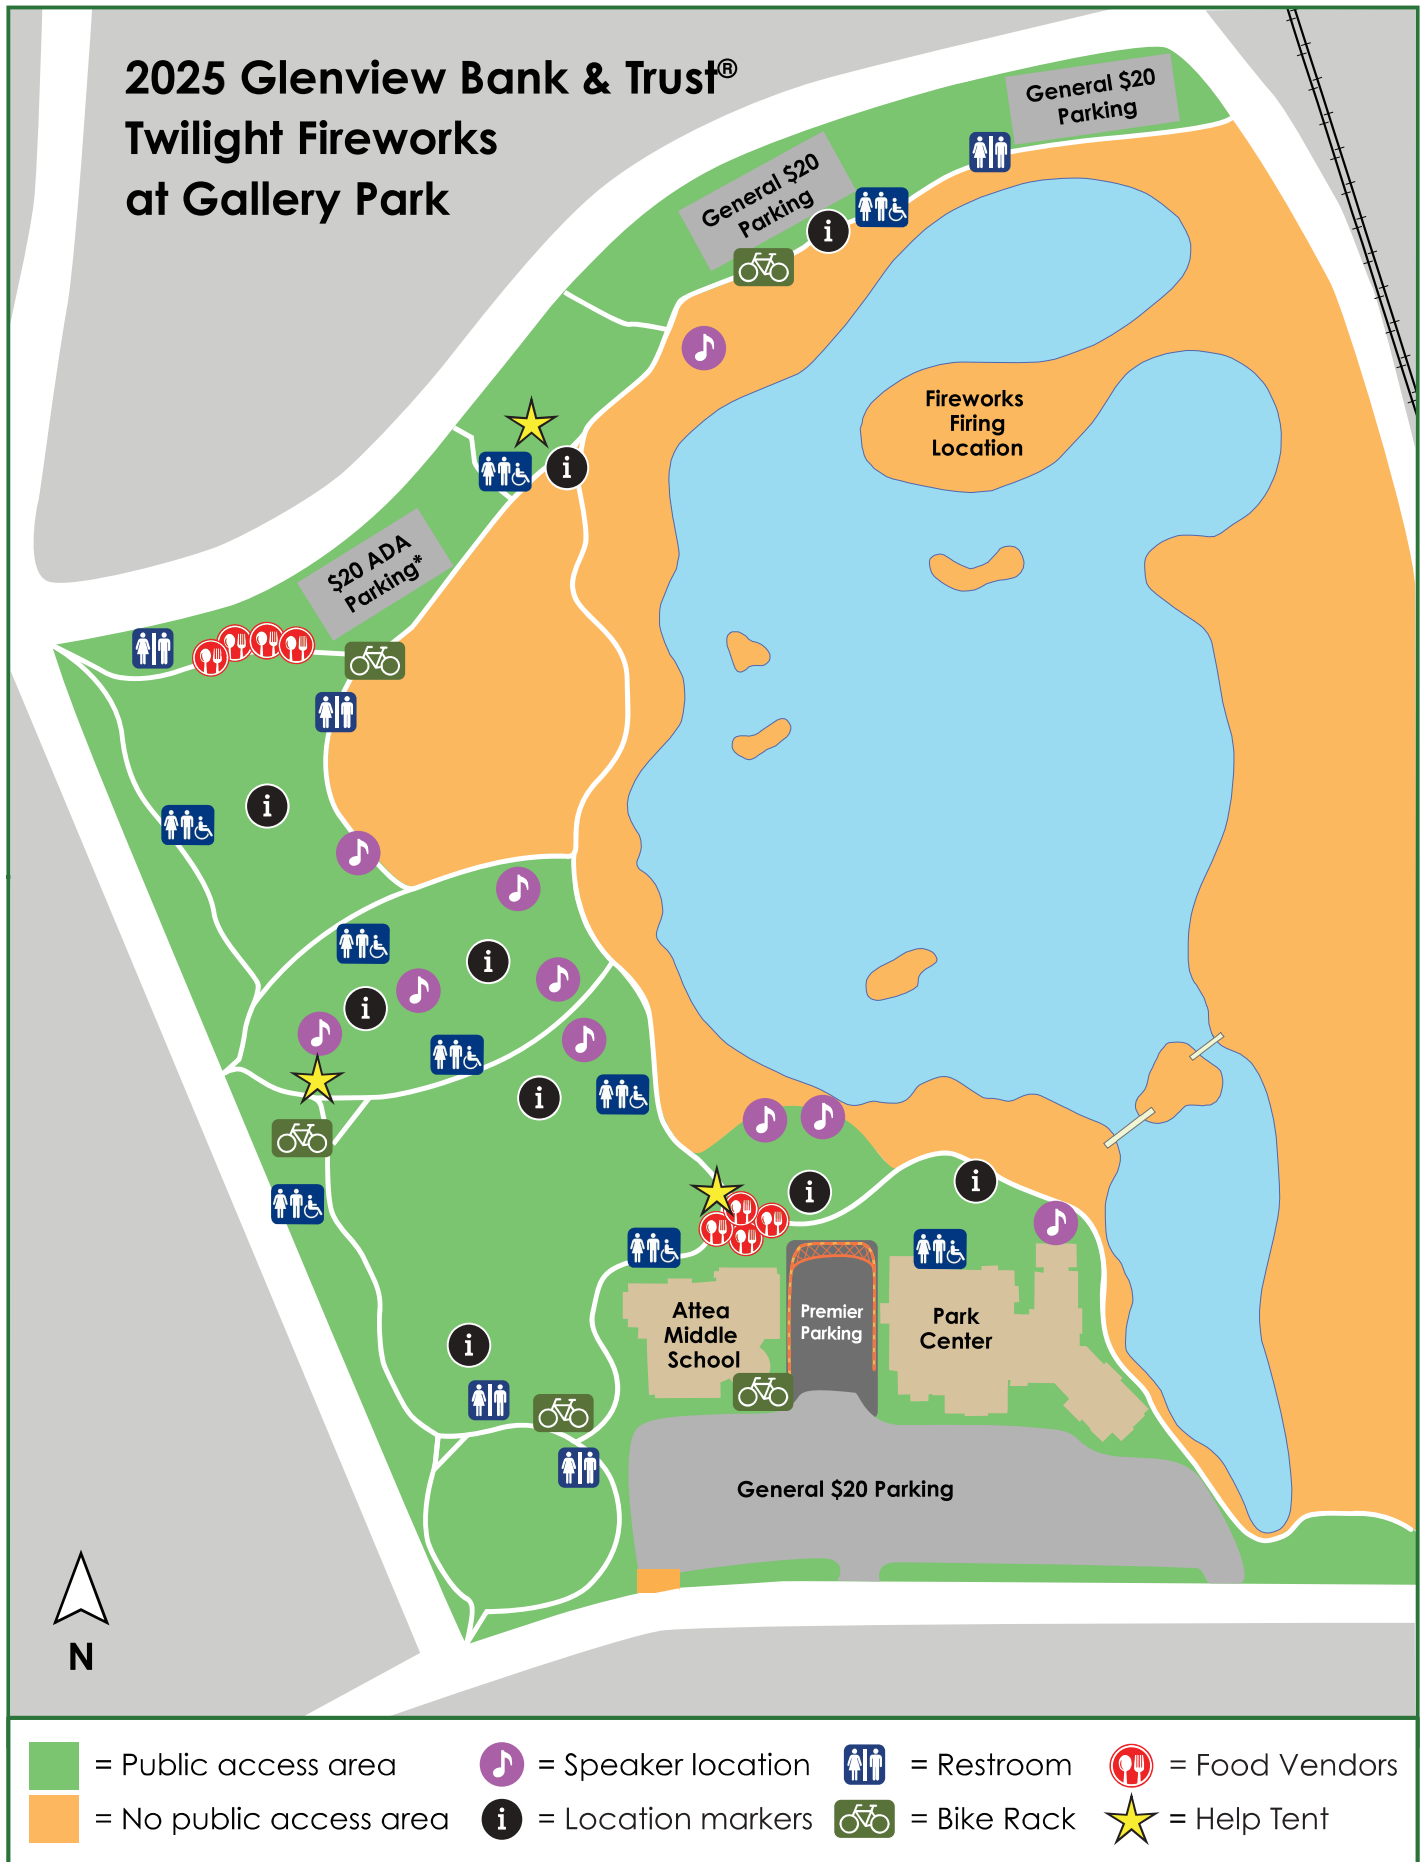 2025 Glenview Bank & Trust®
Twilight Fireworks
at Gallery Park
General $20
Parking
General $20
Parking
Fireworks
Firing
Location
$20 ADA
Parking*
Attea
Middle
School
Premier
Parking
Park
Center
General $20 Parking
N
= Public access area
= Speaker location
= Restroom
= Food Vendors
= No public access area
= Location markers
= Bike Rack
= Help Tent